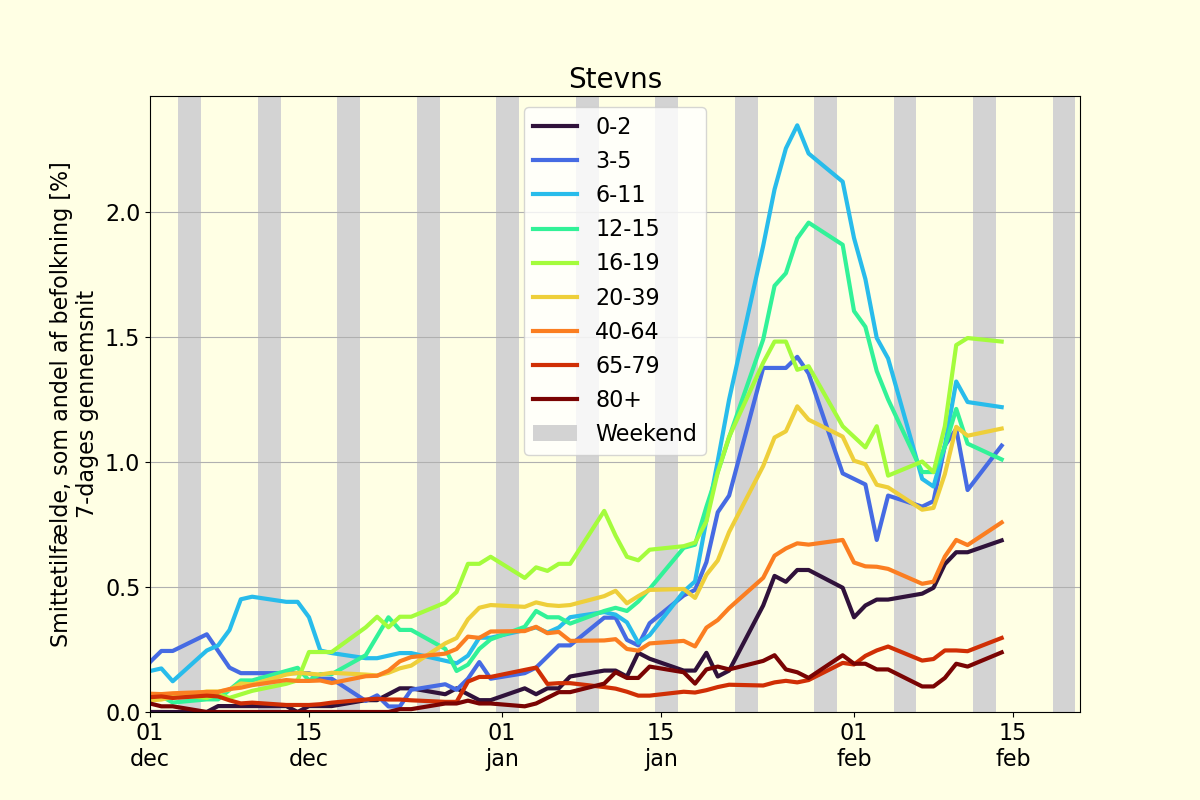 Stevns
Smittetilfælde, som andel af befolkning [%]
7-dages gennemsnit
2.0
1.5
1.0
0.5
0.0
0-2
3-5
6-11
12-15
16-19
20-39
40-64
65-79
80+
Weekend
01
dec
15
dec
01
jan
15
jan
01
feb
15
feb